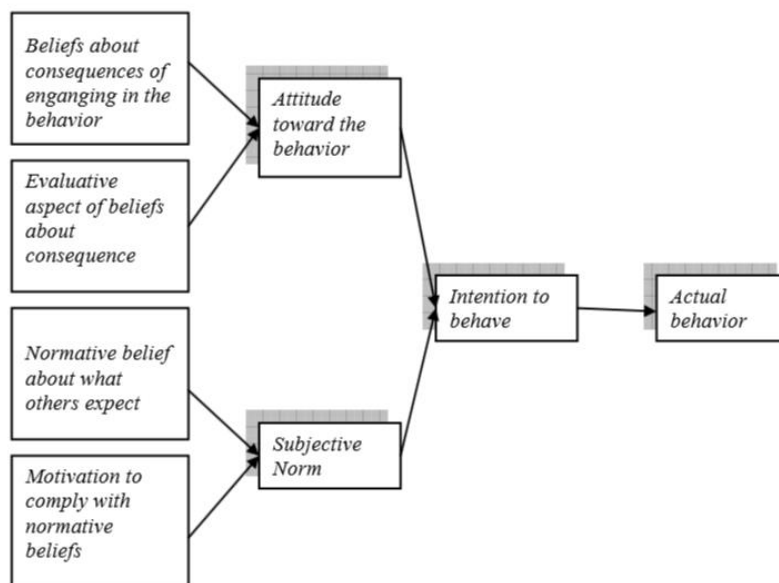 Beliefs about
consequences of
enganging in the
behavior
Evaluative
aspect of beliefs
about
consequence
Normative belief
about what
others expect
Motivation to
comply with
normative
beliefs
Attitude
toward the
behavior
Subjective
Norm
Intention to
behave
Actual
behavior